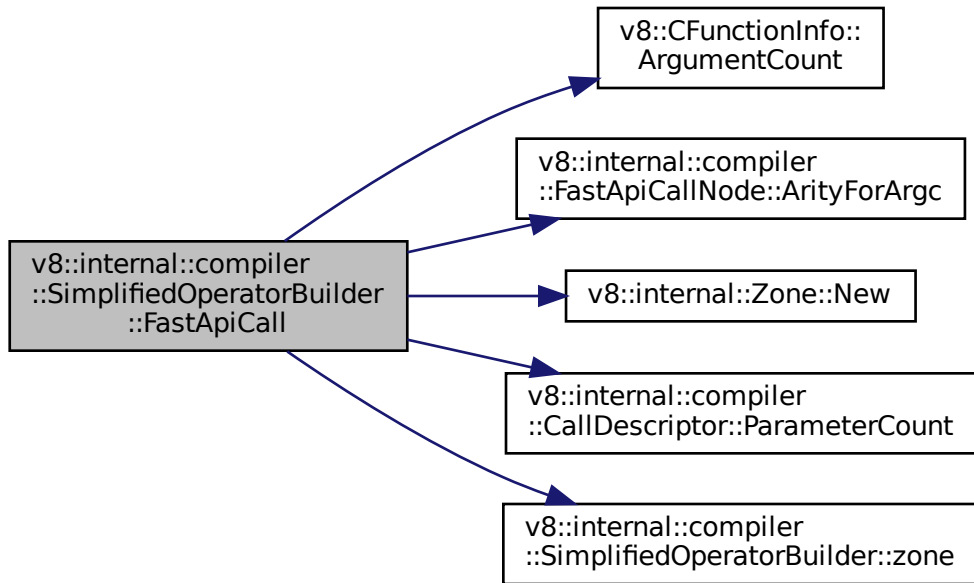 v8::CFunctionInfo::
ArgumentCount
v8::internal::compiler
::FastApiCallNode::ArityForArgc
v8::internal::compiler
::SimplifiedOperatorBuilder
::FastApiCall
v8::internal::Zone::New
v8::internal::compiler
::CallDescriptor::ParameterCount
v8::internal::compiler
::SimplifiedOperatorBuilder::zone